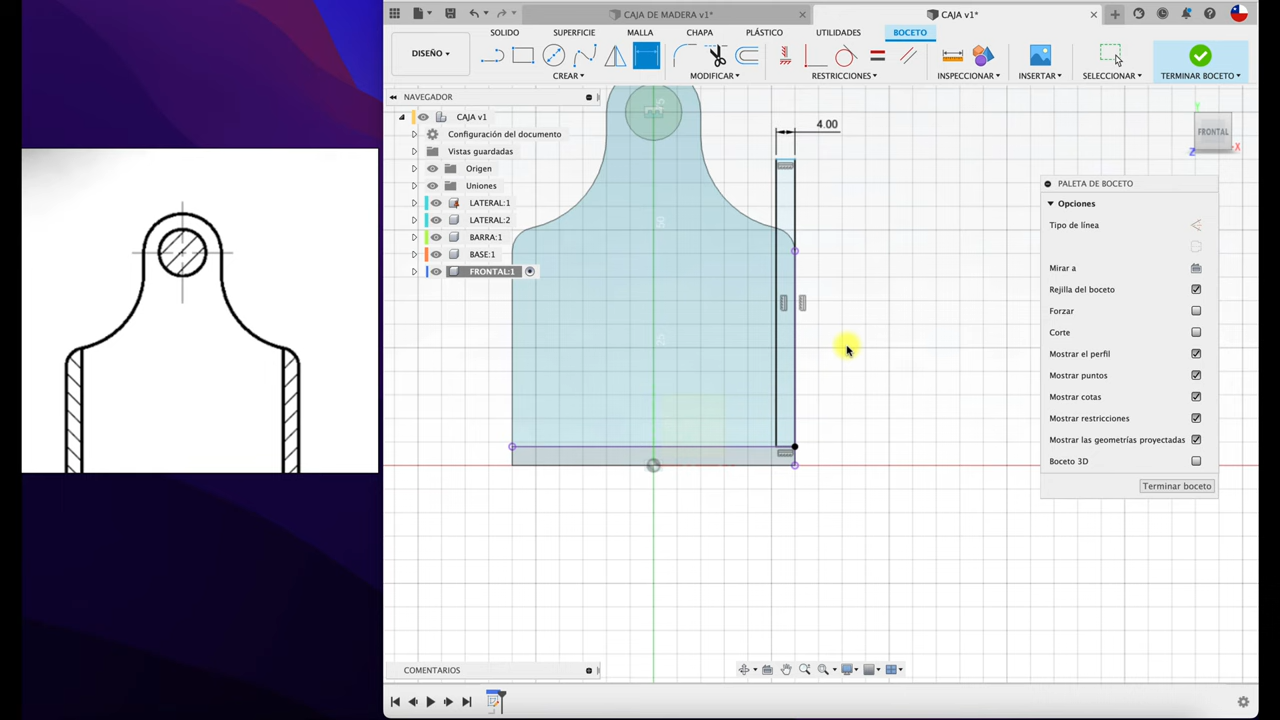 CAJA DE MADERA v1*
CAJA v1*
DISEÑO
SOLIDO
SUPERFICIE
MALLA
CHAPA
PLÁSTICO
UTILIDADES
BOCETO
CREAR
MODIFICAR
RESTRICCIONES
INSPECCIONAR
INSERTAR
SELECCIONAR
TERMINAR BOCETO
NAVEGADOR
CAJA v1
Configuración del documento
Vistas guardadas
Origen
Uniones
LATERAL:1
LATERAL:2
BARRA:1
BASE:1
FRONTAL:1
4.00
50
FRONTAL
Y
X
Z
PALETA DE BOCETO
Opciones
Tipo de línea
Mirar a
Rejilla del boceto
Forzar
Corte
Mostrar el perfil
Mostrar puntos
Mostrar cotas
Mostrar restricciones
Mostrar las geometrías proyectadas
Boceto 3D
Terminar boceto
COMENTARIOS